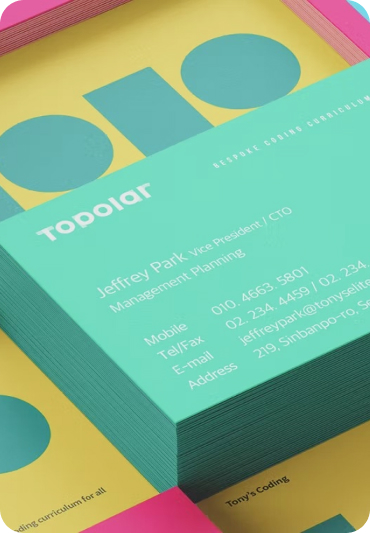 BESPOKE CODING CURRICULUM
Topolar
Jeffrey Park Vice President / CTO
Management Planning
Mobile 010. 4663. 5801
Tel/Fax 02. 234. 4459 / 02. 234.
E-mail jeffreypark@tonyselite
Address 219, Sinbanpo-ro, Se
ding curriculum for all
Tony's Coding